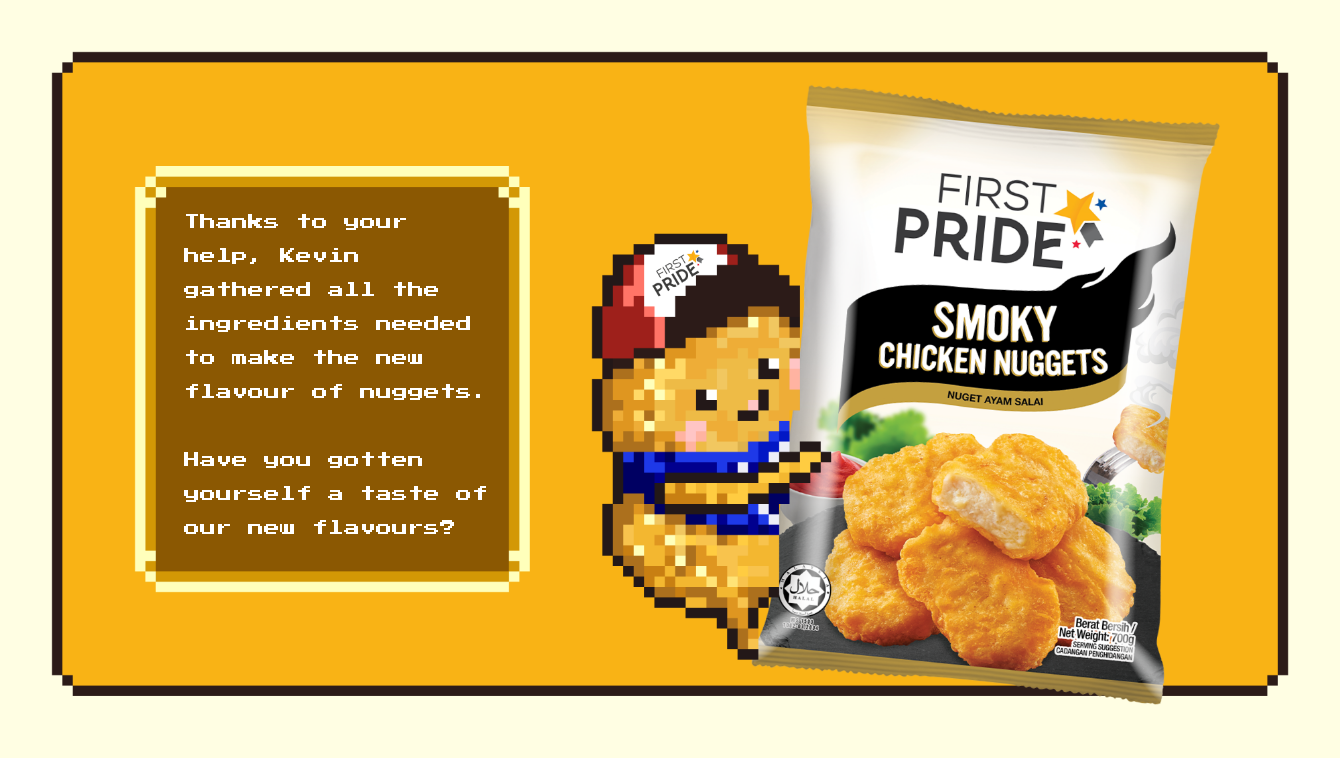 Thanks to your
help, Kevin
gathered all the
ingredients needed
to make the new
flavour of nuggets.
Have you gotten
yourself a taste of
our new flavours?
FIRST
PRIDE
FIRST
PRIDE
SMOKY
CHICKEN NUGGETS
NUGET AYAM SALAI
حلال
HALAL
Berat Bersih /
Net Weight: 700g
SERVING SUGGESTION
CADANGAN PENGHIDANGAN